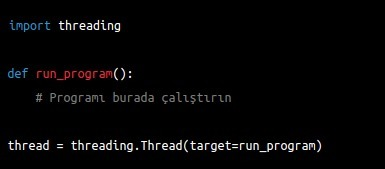 import threading
def run_program():
    # Programı burada çalıştırın
thread = threading.Thread(target=run_program)